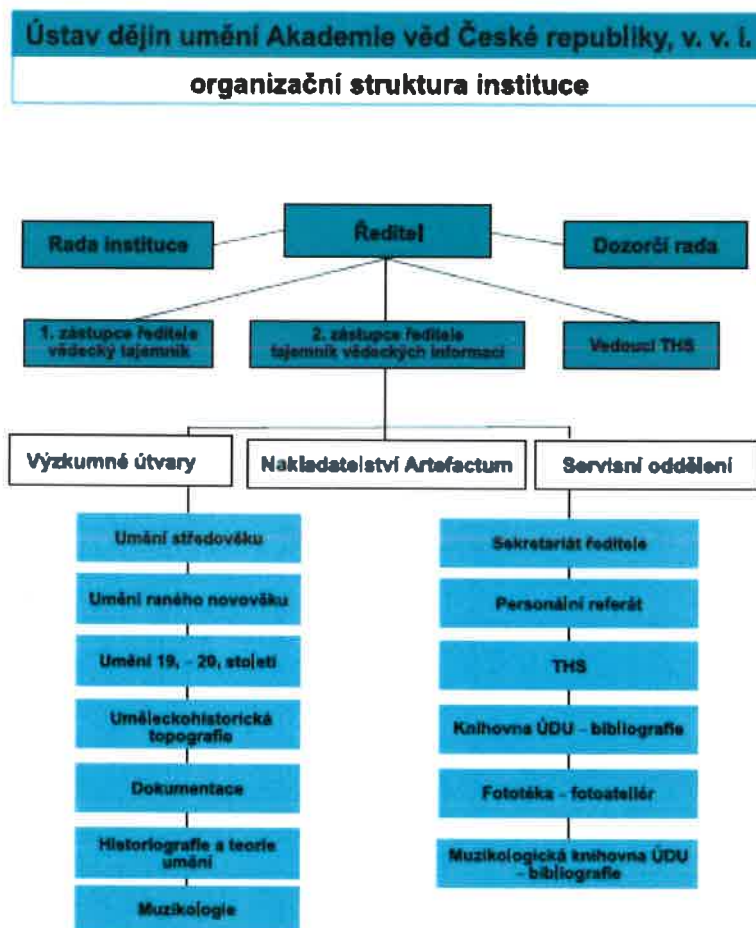 Ústav dějin umění Akademie věd České republiky, v. v. i.
organizační struktura instituce
Rada instituce
Ředitel
Dozorčí rada
1. zástupce ředitele
vědecký tajemník
2. zástupce ředitele
tajemník vědeckých informací
Vedoucí THS
Výzkumné útvary
Nakladatelství Artefactum
Servisní oddělení
Umění středověku
Umění raného novověku
Umění 19. – 20. století
Uměleckohistorická
topografie
Dokumentace
Historiografie a teorie
umění
Muzikologie
Sekretariát ředitele
Personální referát
THS
Knihovna ÚDU – bibliografie
Fototéka – fotoateliér
Muzikologická knihovna ÚDU
– bibliografie